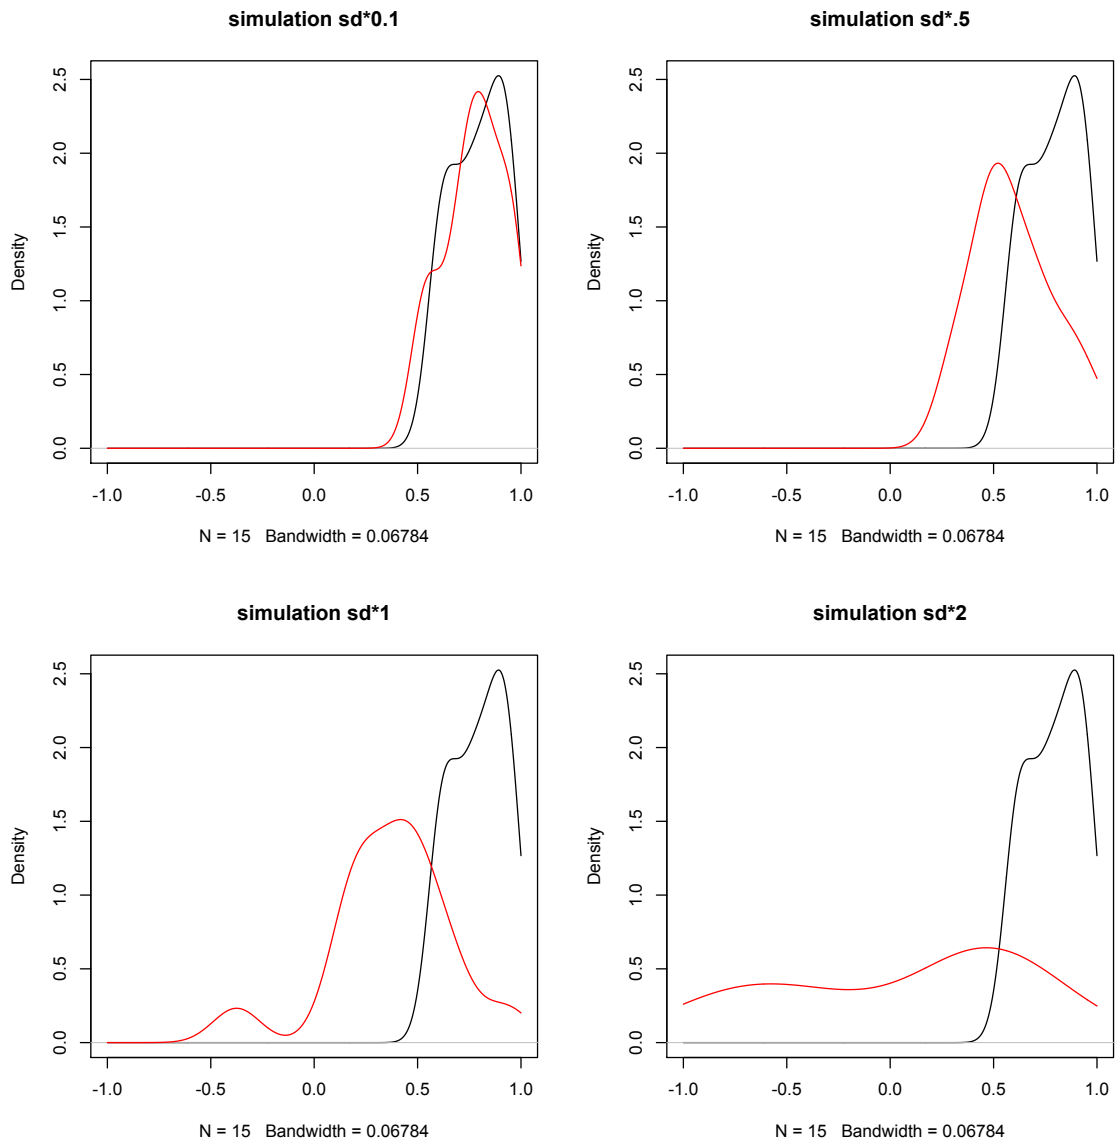 simulation sd*0.1
Density
2.5
2.0
1.5
1.0
0.5
0.0
-1.0 -0.5 0.0 0.5 1.0
N = 15 Bandwidth = 0.06784
simulation sd*.5
Density
2.5
2.0
1.5
1.0
0.5
0.0
-1.0 -0.5 0.0 0.5 1.0
N = 15 Bandwidth = 0.06784
simulation sd*1
Density
2.5
2.0
1.5
1.0
0.5
0.0
-1.0 -0.5 0.0 0.5 1.0
N = 15 Bandwidth = 0.06784
simulation sd*2
Density
2.5
2.0
1.5
1.0
0.5
0.0
-1.0 -0.5 0.0 0.5 1.0
N = 15 Bandwidth = 0.06784